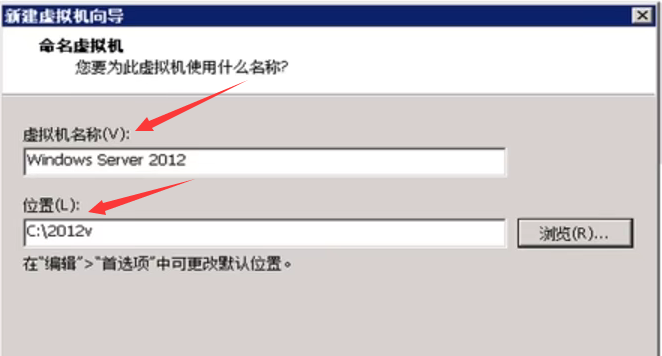 新建虚拟机向导
命名虚拟机
您要为此虚拟机使用什么名称?
虚拟机名称(V):
Windows Server 2012
位置(L):
C:\2012v
浏览(R)...
在"编辑">"首选项"中可更改默认位置。